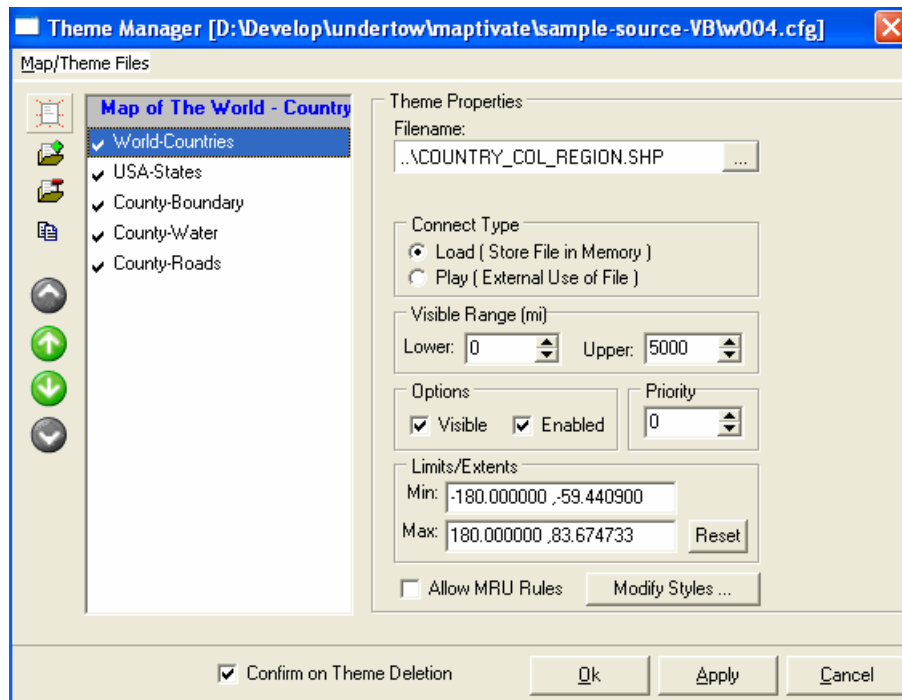 Theme Manager [D:\Develop\undertow\maptivate\sample-source-VB\w004.cfg]
Map/Theme Files
Map of The World - Country
World-Countries
USA-States
County-Boundary
County-Water
County-Roads
Theme Properties
Filename:
..\COUNTRY_COL_REGION.SHP ...
Connect Type
Load ( Store File in Memory )
Play ( External Use of File )
Visible Range (mi)
Lower: 0 Upper: 5000
Options Priority
Visible Enabled 0
Limits/Extents
Min: -180.000000 ,-59.440900
Max: 180.000000 ,83.674733 Reset
Allow MRU Rules Modify Styles ...
Confirm on Theme Deletion Ok Apply Cancel